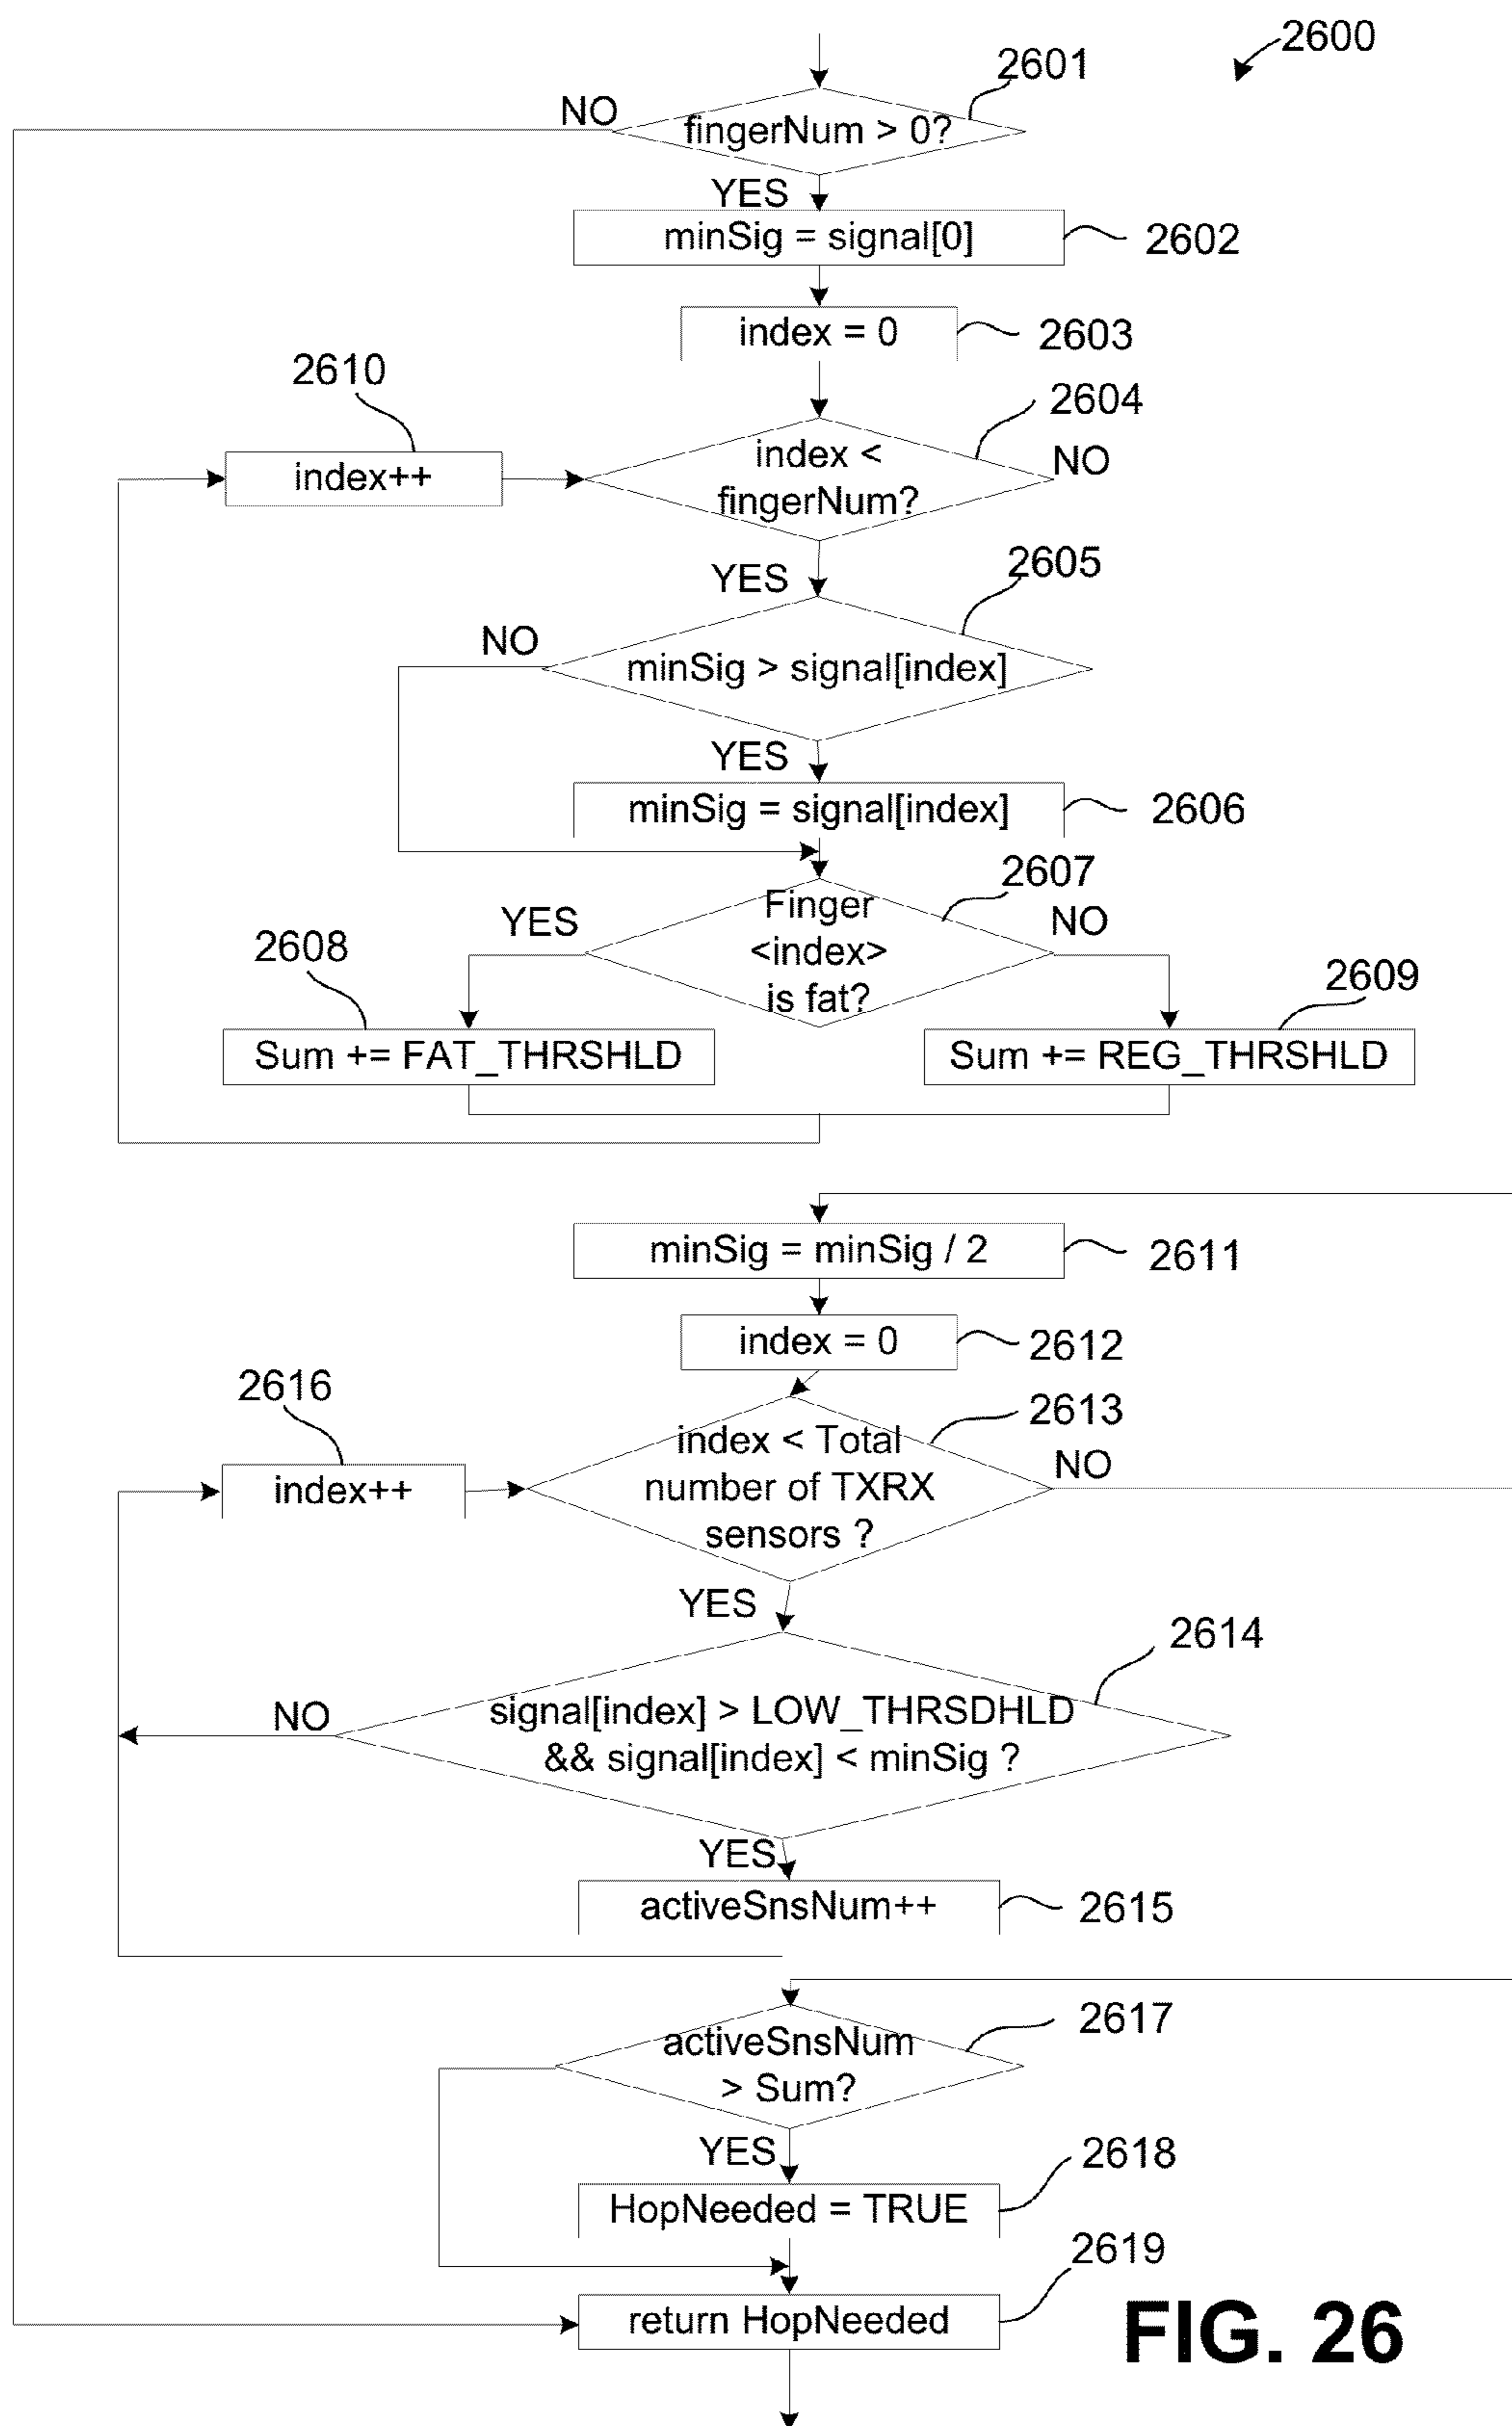 2600
2601
NO
fingerNum > 0?
YES
minSig = signal[0]
2602
index = 0
2603
2610
2604
index++
index <
fingerNum?
NO
YES
2605
NO
minSig > signal[index]
YES
minSig = signal[index]
2606
2607
YES
Finger
<index>
is fat?
NO
2608
2609
Sum += FAT_THRSHLD
Sum += REG_THRSHLD
minSig = minSig / 2
2611
index = 0
2612
2616
2613
index++
index < Total
number of TXRX
sensors ?
NO
YES
2614
NO
signal[index] > LOW_THRSDHLD
&& signal[index] < minSig ?
YES
activeSnsNum++
2615
2617
activeSnsNum
> Sum?
YES
2618
HopNeeded = TRUE
2619
return HopNeeded
FIG. 26